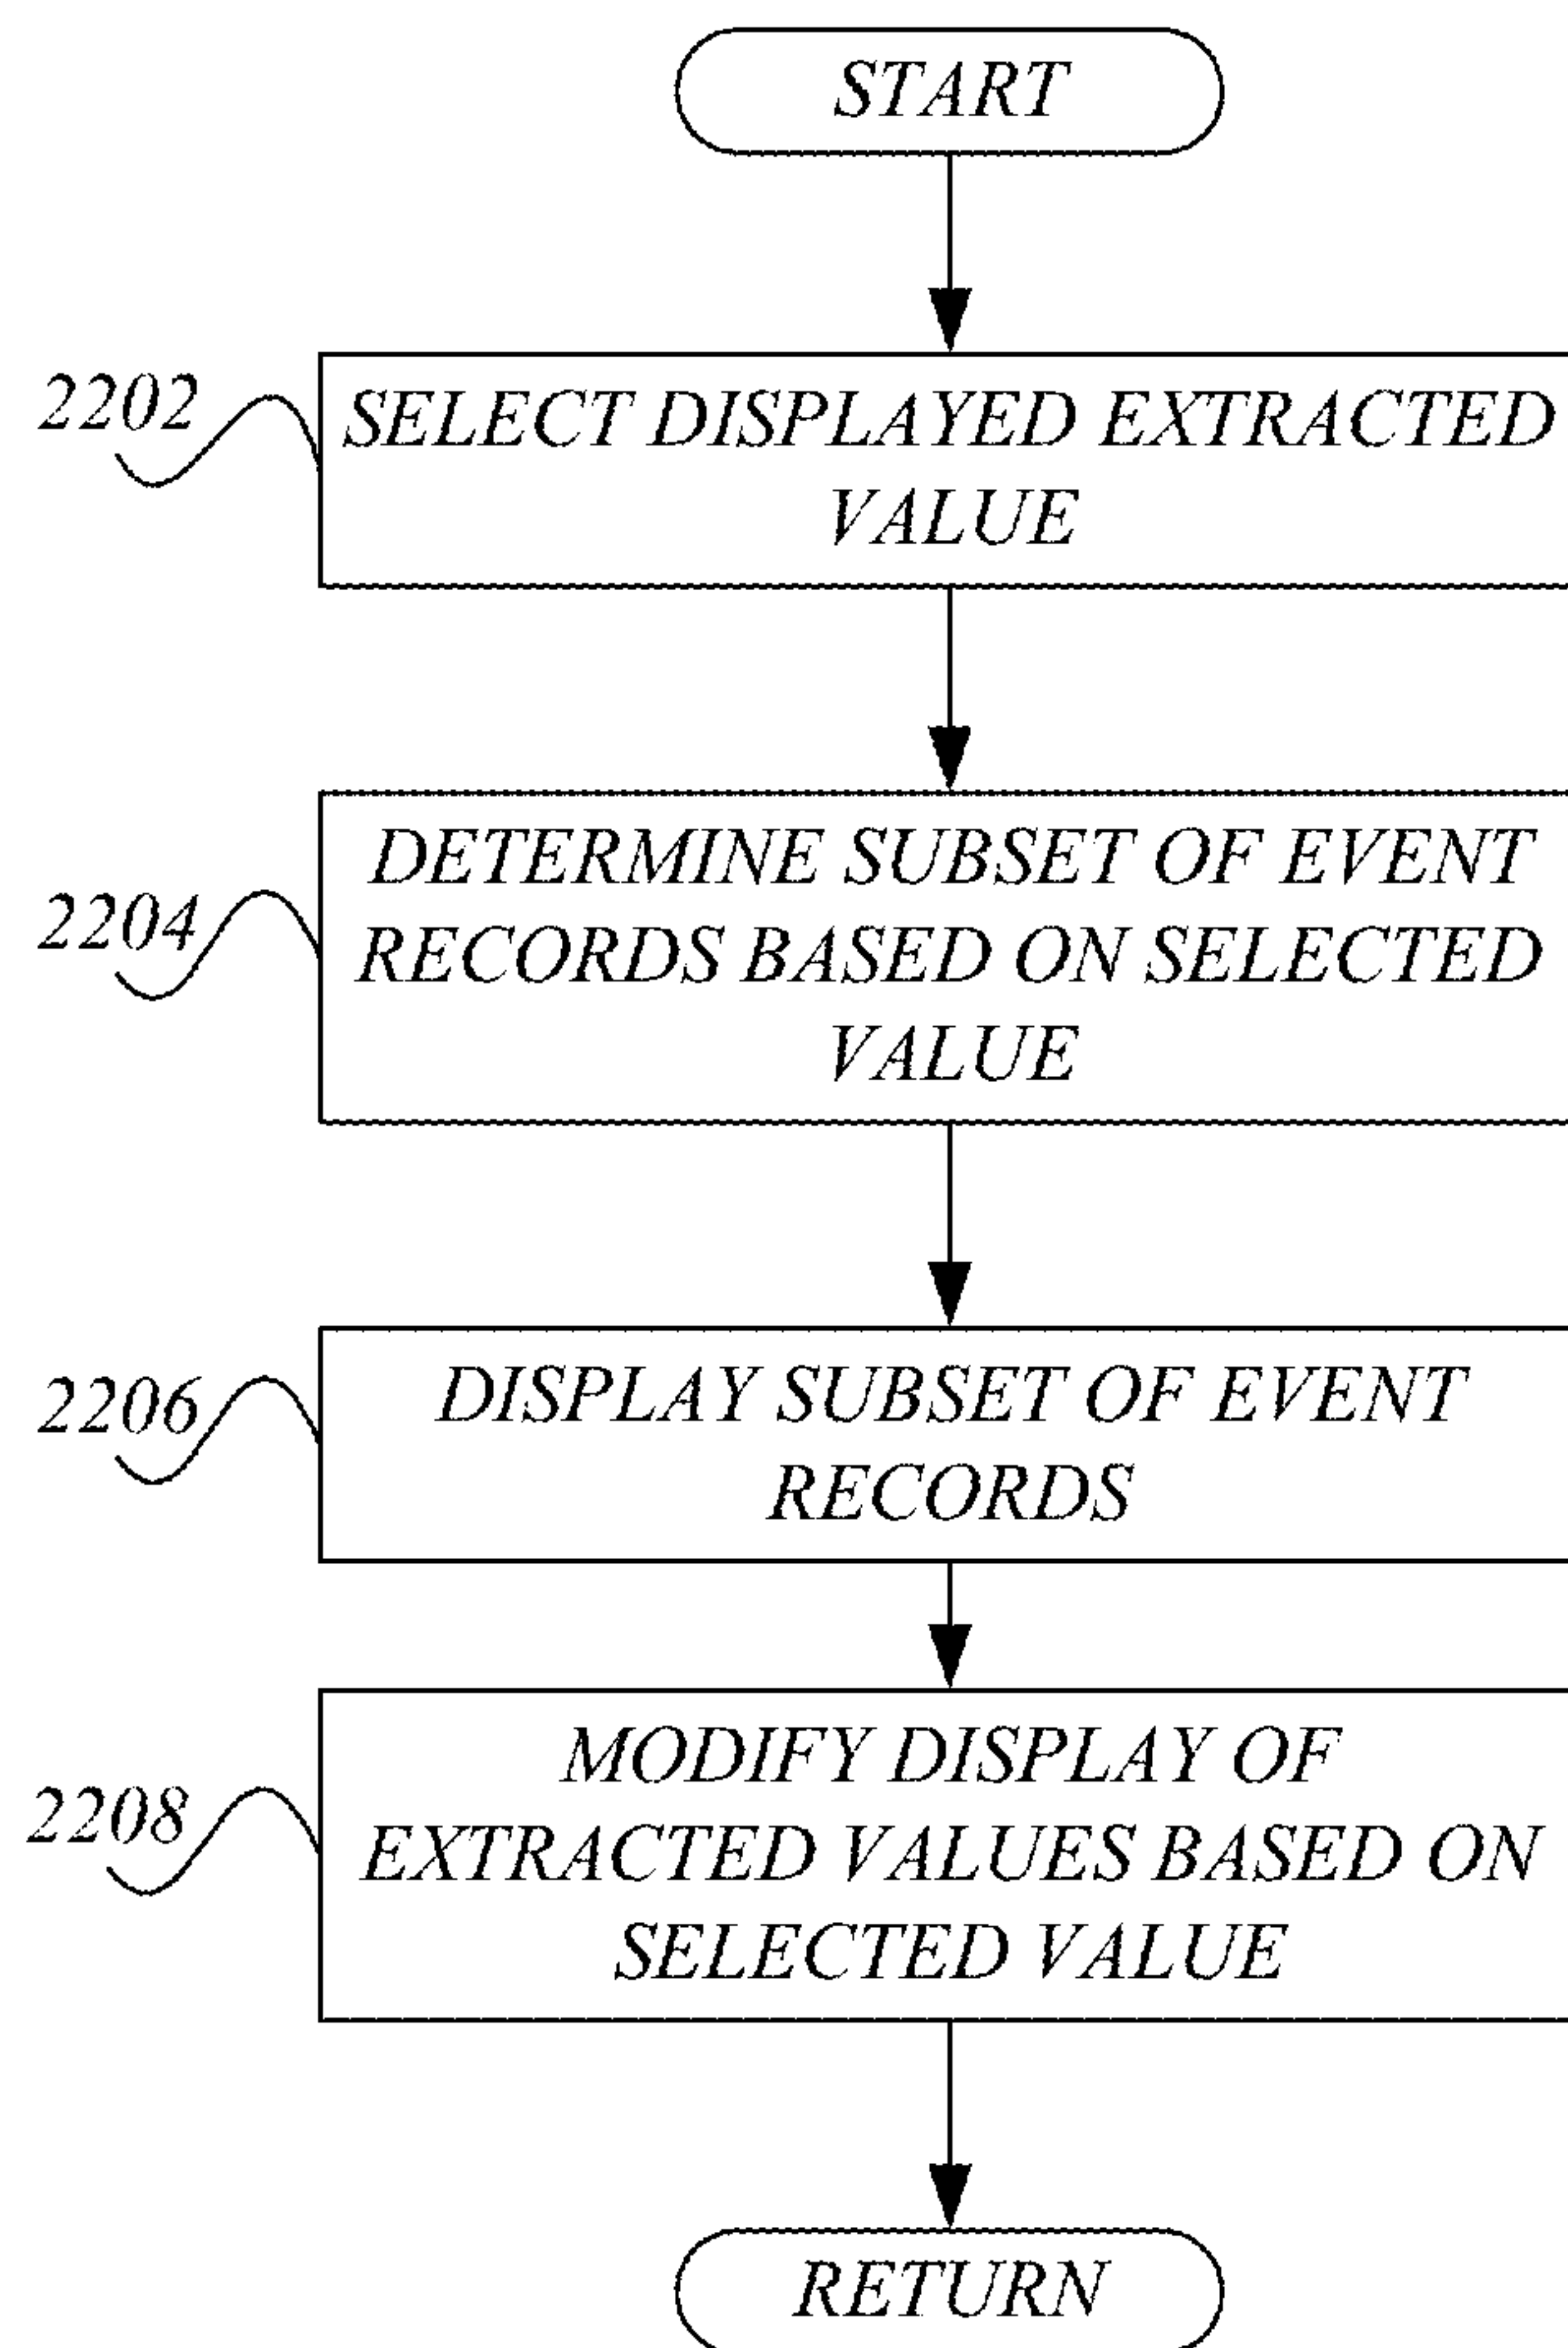 START
2202
SELECT DISPLAYED EXTRACTED
VALUE
2204
DETERMINE SUBSET OF EVENT
RECORDS BASED ON SELECTED
VALUE
2206
DISPLAY SUBSET OF EVENT
RECORDS
2208
MODIFY DISPLAY OF
EXTRACTED VALUES BASED ON
SELECTED VALUE
RETURN